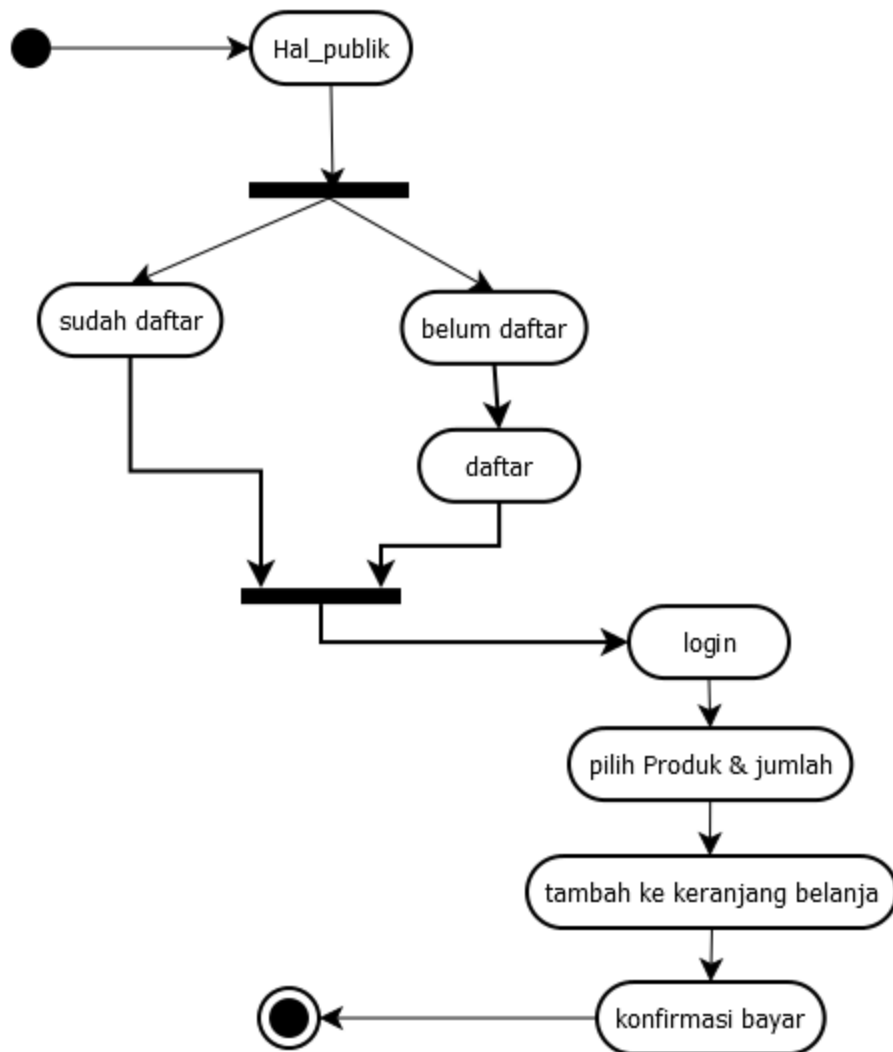 Hal_publik
sudah daftar
belum daftar
daftar
login
pilih Produk & jumlah
tambah ke keranjang belanja
konfirmasi bayar